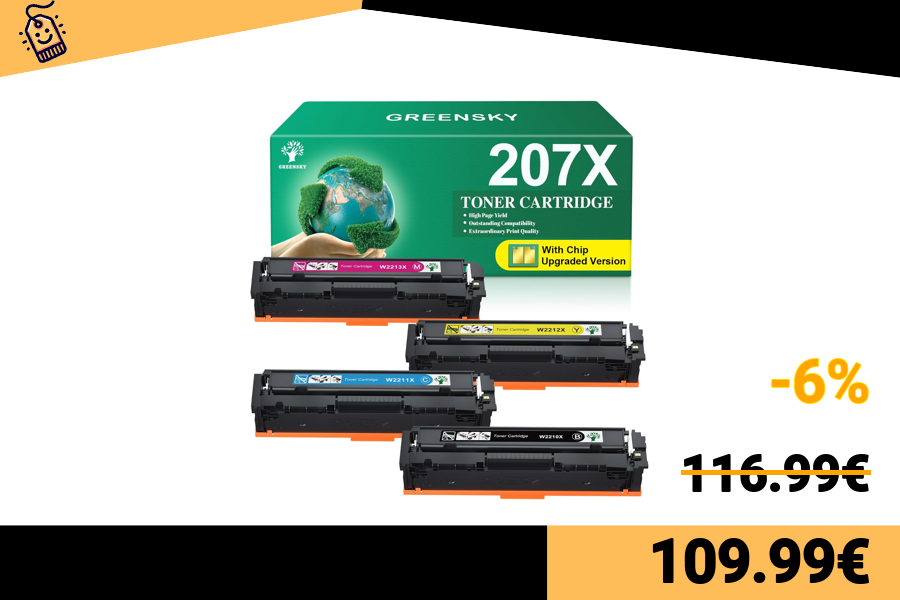 GREENSKY
GREENSKY
207X
TONER CARTRIDGE
• High Page Yield
• Outstanding Compatibility
• Extraordinary Print Quality
With Chip
Upgraded Version
Toner Cartridge W2213X M
Toner Cartridge W2212X Y
Toner Cartridge W2211X C
Toner Cartridge W2210X B
-6%
116.99€
109.99€